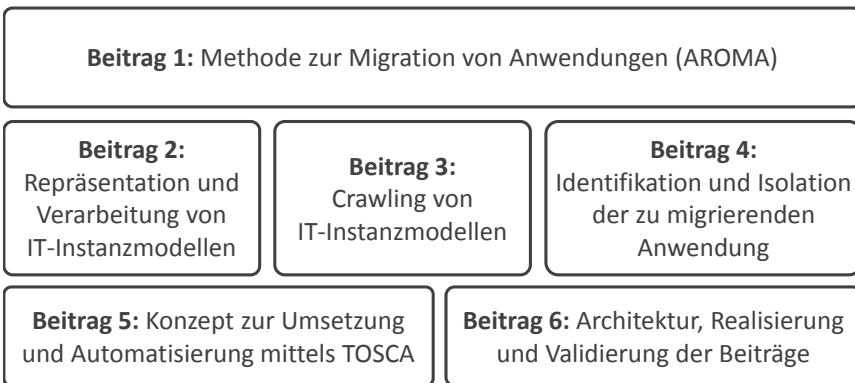 Beitrag 1: Methode zur Migration von Anwendungen (AROMA)
Beitrag 2:
Repräsentation und
Verarbeitung von
IT-Instanzmodellen
Beitrag 3:
Crawling von
IT-Instanzmodellen
Beitrag 4:
Identifikation und Isolation
der zu migrierenden
Anwendung
Beitrag 5: Konzept zur Umsetzung
und Automatisierung mittels TOSCA
Beitrag 6: Architektur, Realisierung
und Validierung der Beiträge